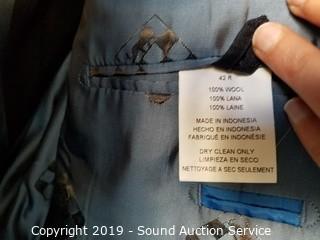 42 R
100% WOOL
100% LANA
100% LAINE
MADE IN INDONESIA
HECHO EN INDONESIA
FABRIQUÉ EN INDONESIA
DRY CLEAN ONLY
LIMPIEZA EN SECO
NETTOYAGE A SEC SEULEMENT
Copyright 2019 - Sound Auction Service